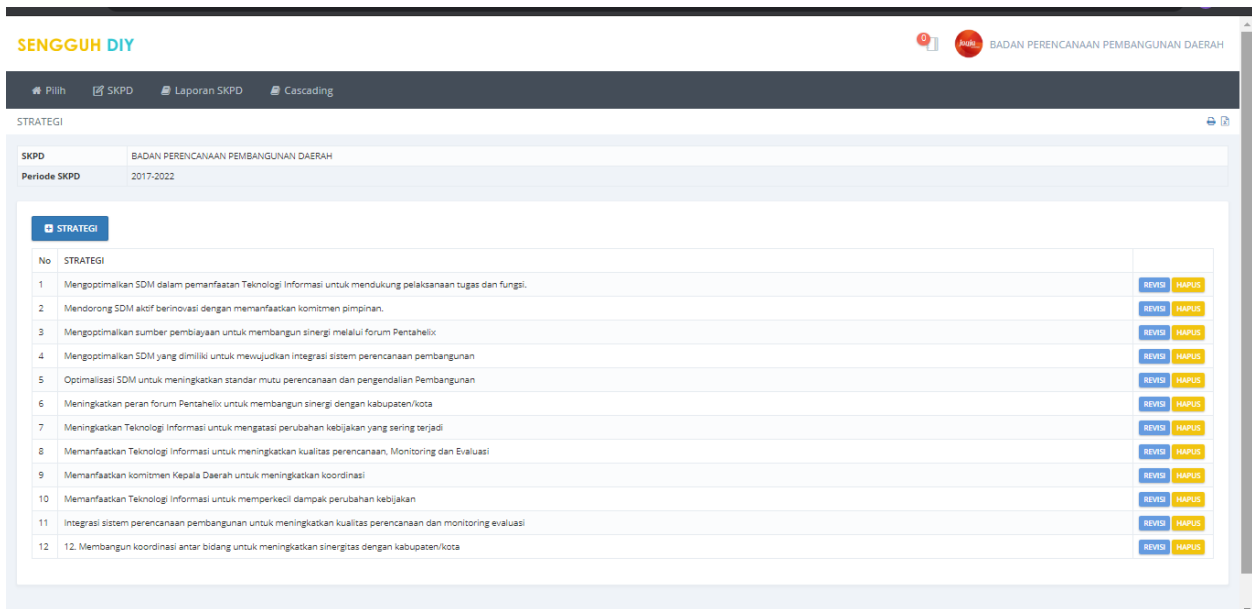 SENGGUH DIY
0
jogja
BADAN PERENCANAAN PEMBANGUNAN DAERAH
Pilih SKPD Laporan SKPD Cascading
STRATEGI
SKPD BADAN PERENCANAAN PEMBANGUNAN DAERAH
Periode SKPD 2017-2022
STRATEGI
No STRATEGI
1 Mengoptimalkan SDM dalam pemanfaatan Teknologi Informasi untuk mendukung pelaksanaan tugas dan fungsi. REVISI HAPUS
2 Mendorong SDM aktif berinovasi dengan memanfaatkan komitmen pimpinan. REVISI HAPUS
3 Mengoptimalkan sumber pembiayaan untuk membangun sinergi melalui forum Pentahelix REVISI HAPUS
4 Mengoptimalkan SDM yang dimiliki untuk mewujudkan integrasi sistem perencanaan pembangunan REVISI HAPUS
5 Optimalisasi SDM untuk meningkatkan standar mutu perencanaan dan pengendalian Pembangunan REVISI HAPUS
6 Meningkatkan peran forum Pentahelix untuk membangun sinergi dengan kabupaten/kota REVISI HAPUS
7 Meningkatkan Teknologi Informasi untuk mengatasi perubahan kebijakan yang sering terjadi REVISI HAPUS
8 Memanfaatkan Teknologi Informasi untuk meningkatkan kualitas perencanaan, Monitoring dan Evaluasi REVISI HAPUS
9 Memanfaatkan komitmen Kepala Daerah untuk meningkatkan koordinasi REVISI HAPUS
10 Memanfaatkan Teknologi Informasi untuk memperkecil dampak perubahan kebijakan REVISI HAPUS
11 Integrasi sistem perencanaan pembangunan untuk meningkatkan kualitas perencanaan dan monitoring evaluasi REVISI HAPUS
12 12. Membangun koordinasi antar bidang untuk meningkatkan sinergitas dengan kabupaten/kota REVISI HAPUS